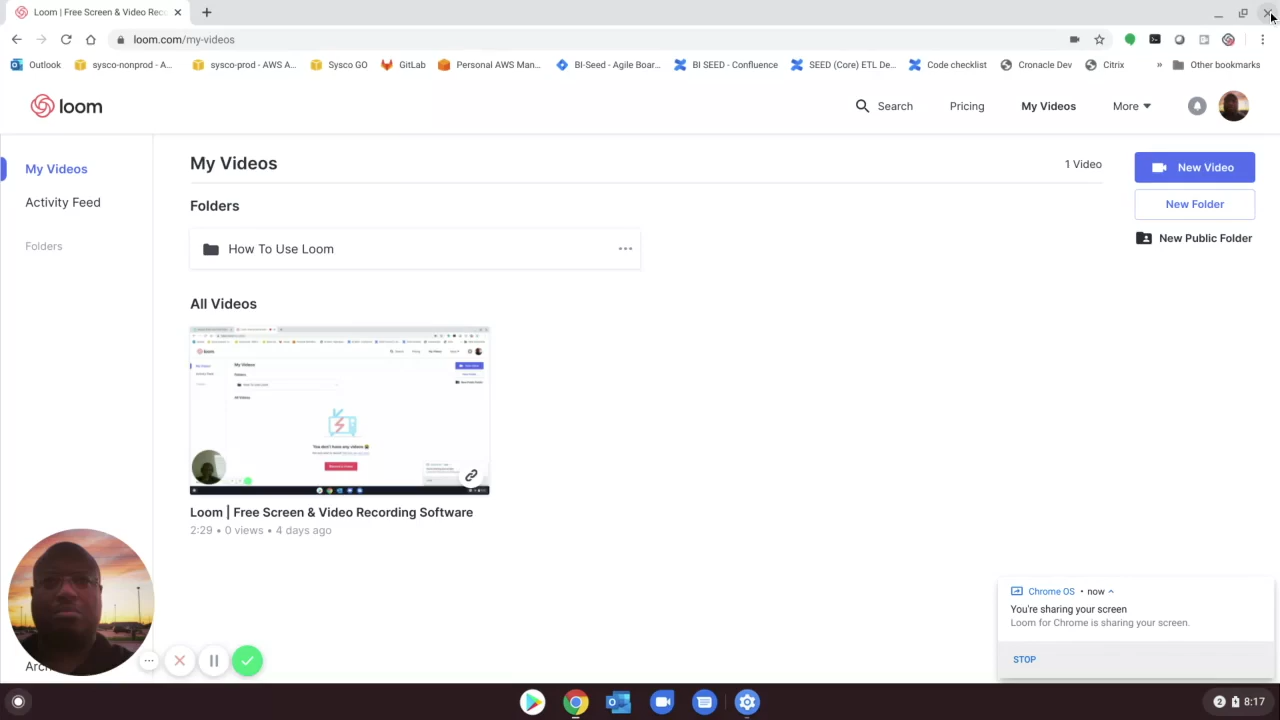 Loom | Free Screen & Video Rec
loom.com/my-videos
Outlook
sysco-nonprod - A...
sysco-prod - AWS A...
Sysco GO
GitLab
Personal AWS Man...
BI-Seed - Agile Boar...
BI SEED - Confluence
SEED (Core) ETL De...
Code checklist
Cronacle Dev
Citrix
»
Other bookmarks
loom
Search
Pricing
My Videos
More
My Videos
Activity Feed
Folders
My Videos
1 Video
New Video
New Folder
New Public Folder
Folders
How To Use Loom
All Videos
Loom | Free Screen & Video Recording Software
2:29 • 0 views • 4 days ago
Arc
Chrome OS • now
You're sharing your screen
Loom for Chrome is sharing your screen.
STOP
2
8:17